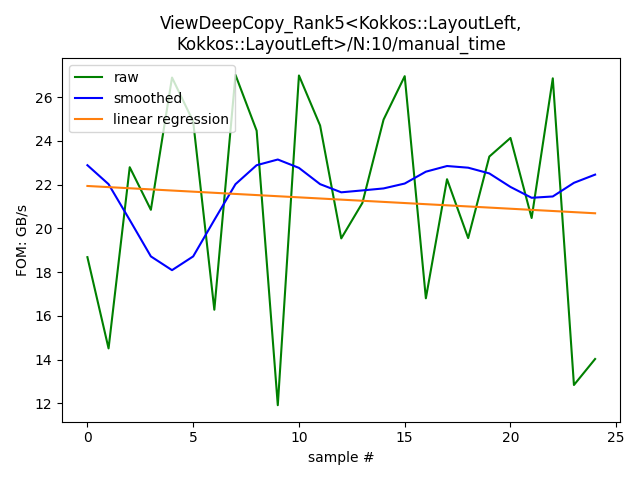 ViewDeepCopy_Rank5<Kokkos::LayoutLeft,
Kokkos::LayoutLeft>/N:10/manual_time
raw
smoothed
linear regression
FOM: GB/s
26
24
22
20
18
16
14
12
0
5
10
15
20
25
sample #